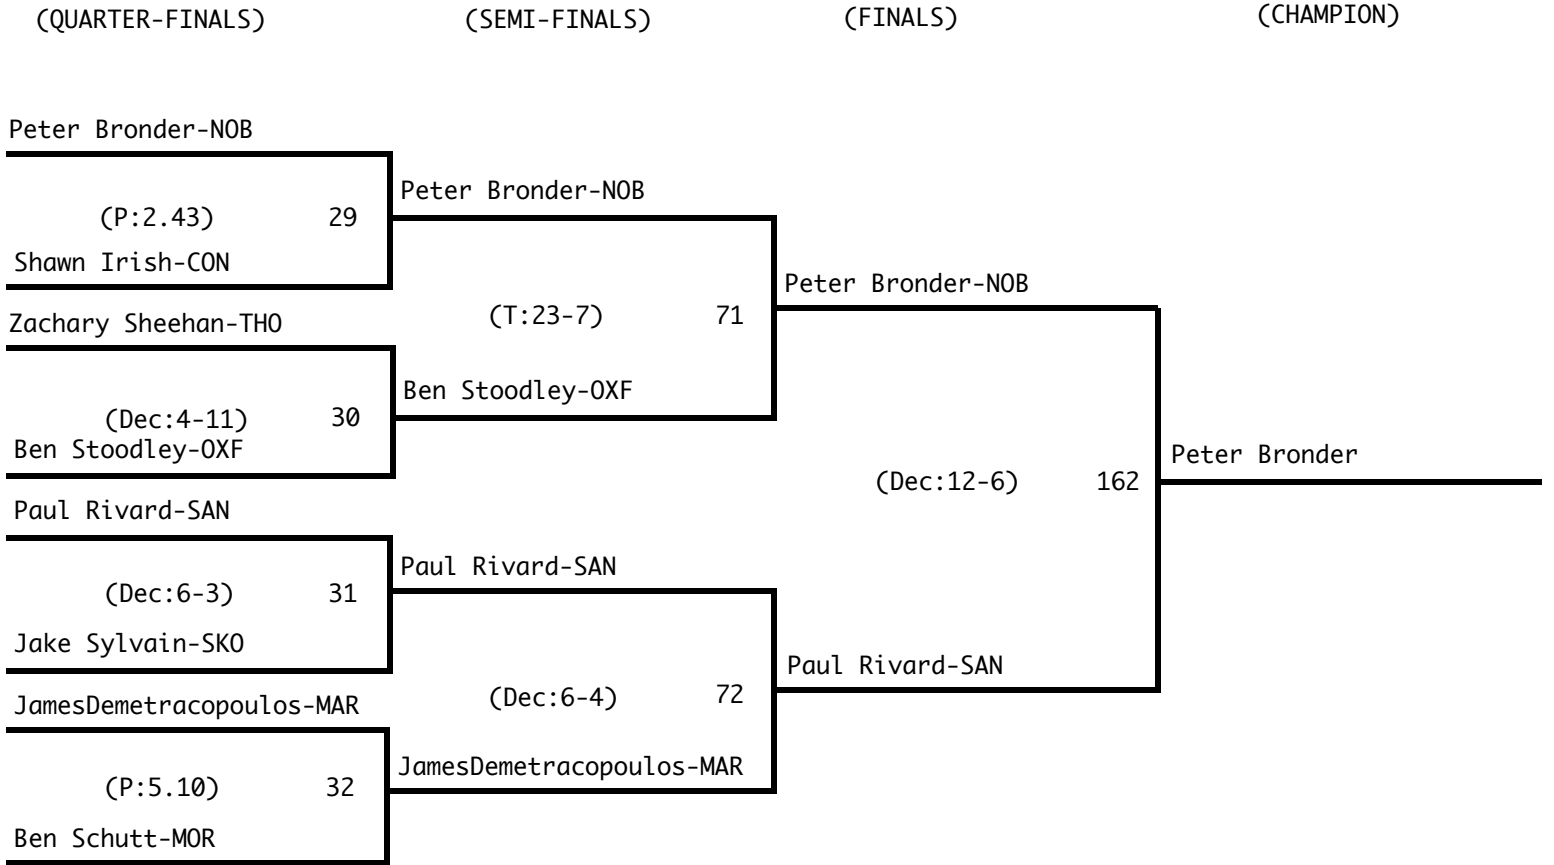 (QUARTER-FINALS) (SEMI-FINALS) (FINALS) (CHAMPION)
Peter Bronder-NOB
(P:2.43) 29
Shawn Irish-CON
Zachary Sheehan-THO
(Dec:4-11) 30
Ben Stoodley-OXF
Paul Rivard-SAN
(Dec:6-3) 31
Jake Sylvain-SKO
JamesDemetracopoulos-MAR
(P:5.10) 32
Ben Schutt-MOR
Peter Bronder-NOB
(T:23-7) 71
Ben Stoodley-OXF
Paul Rivard-SAN
(Dec:6-4) 72
JamesDemetracopoulos-MAR
Peter Bronder-NOB
(Dec:12-6) 162
Paul Rivard-SAN
Peter Bronder